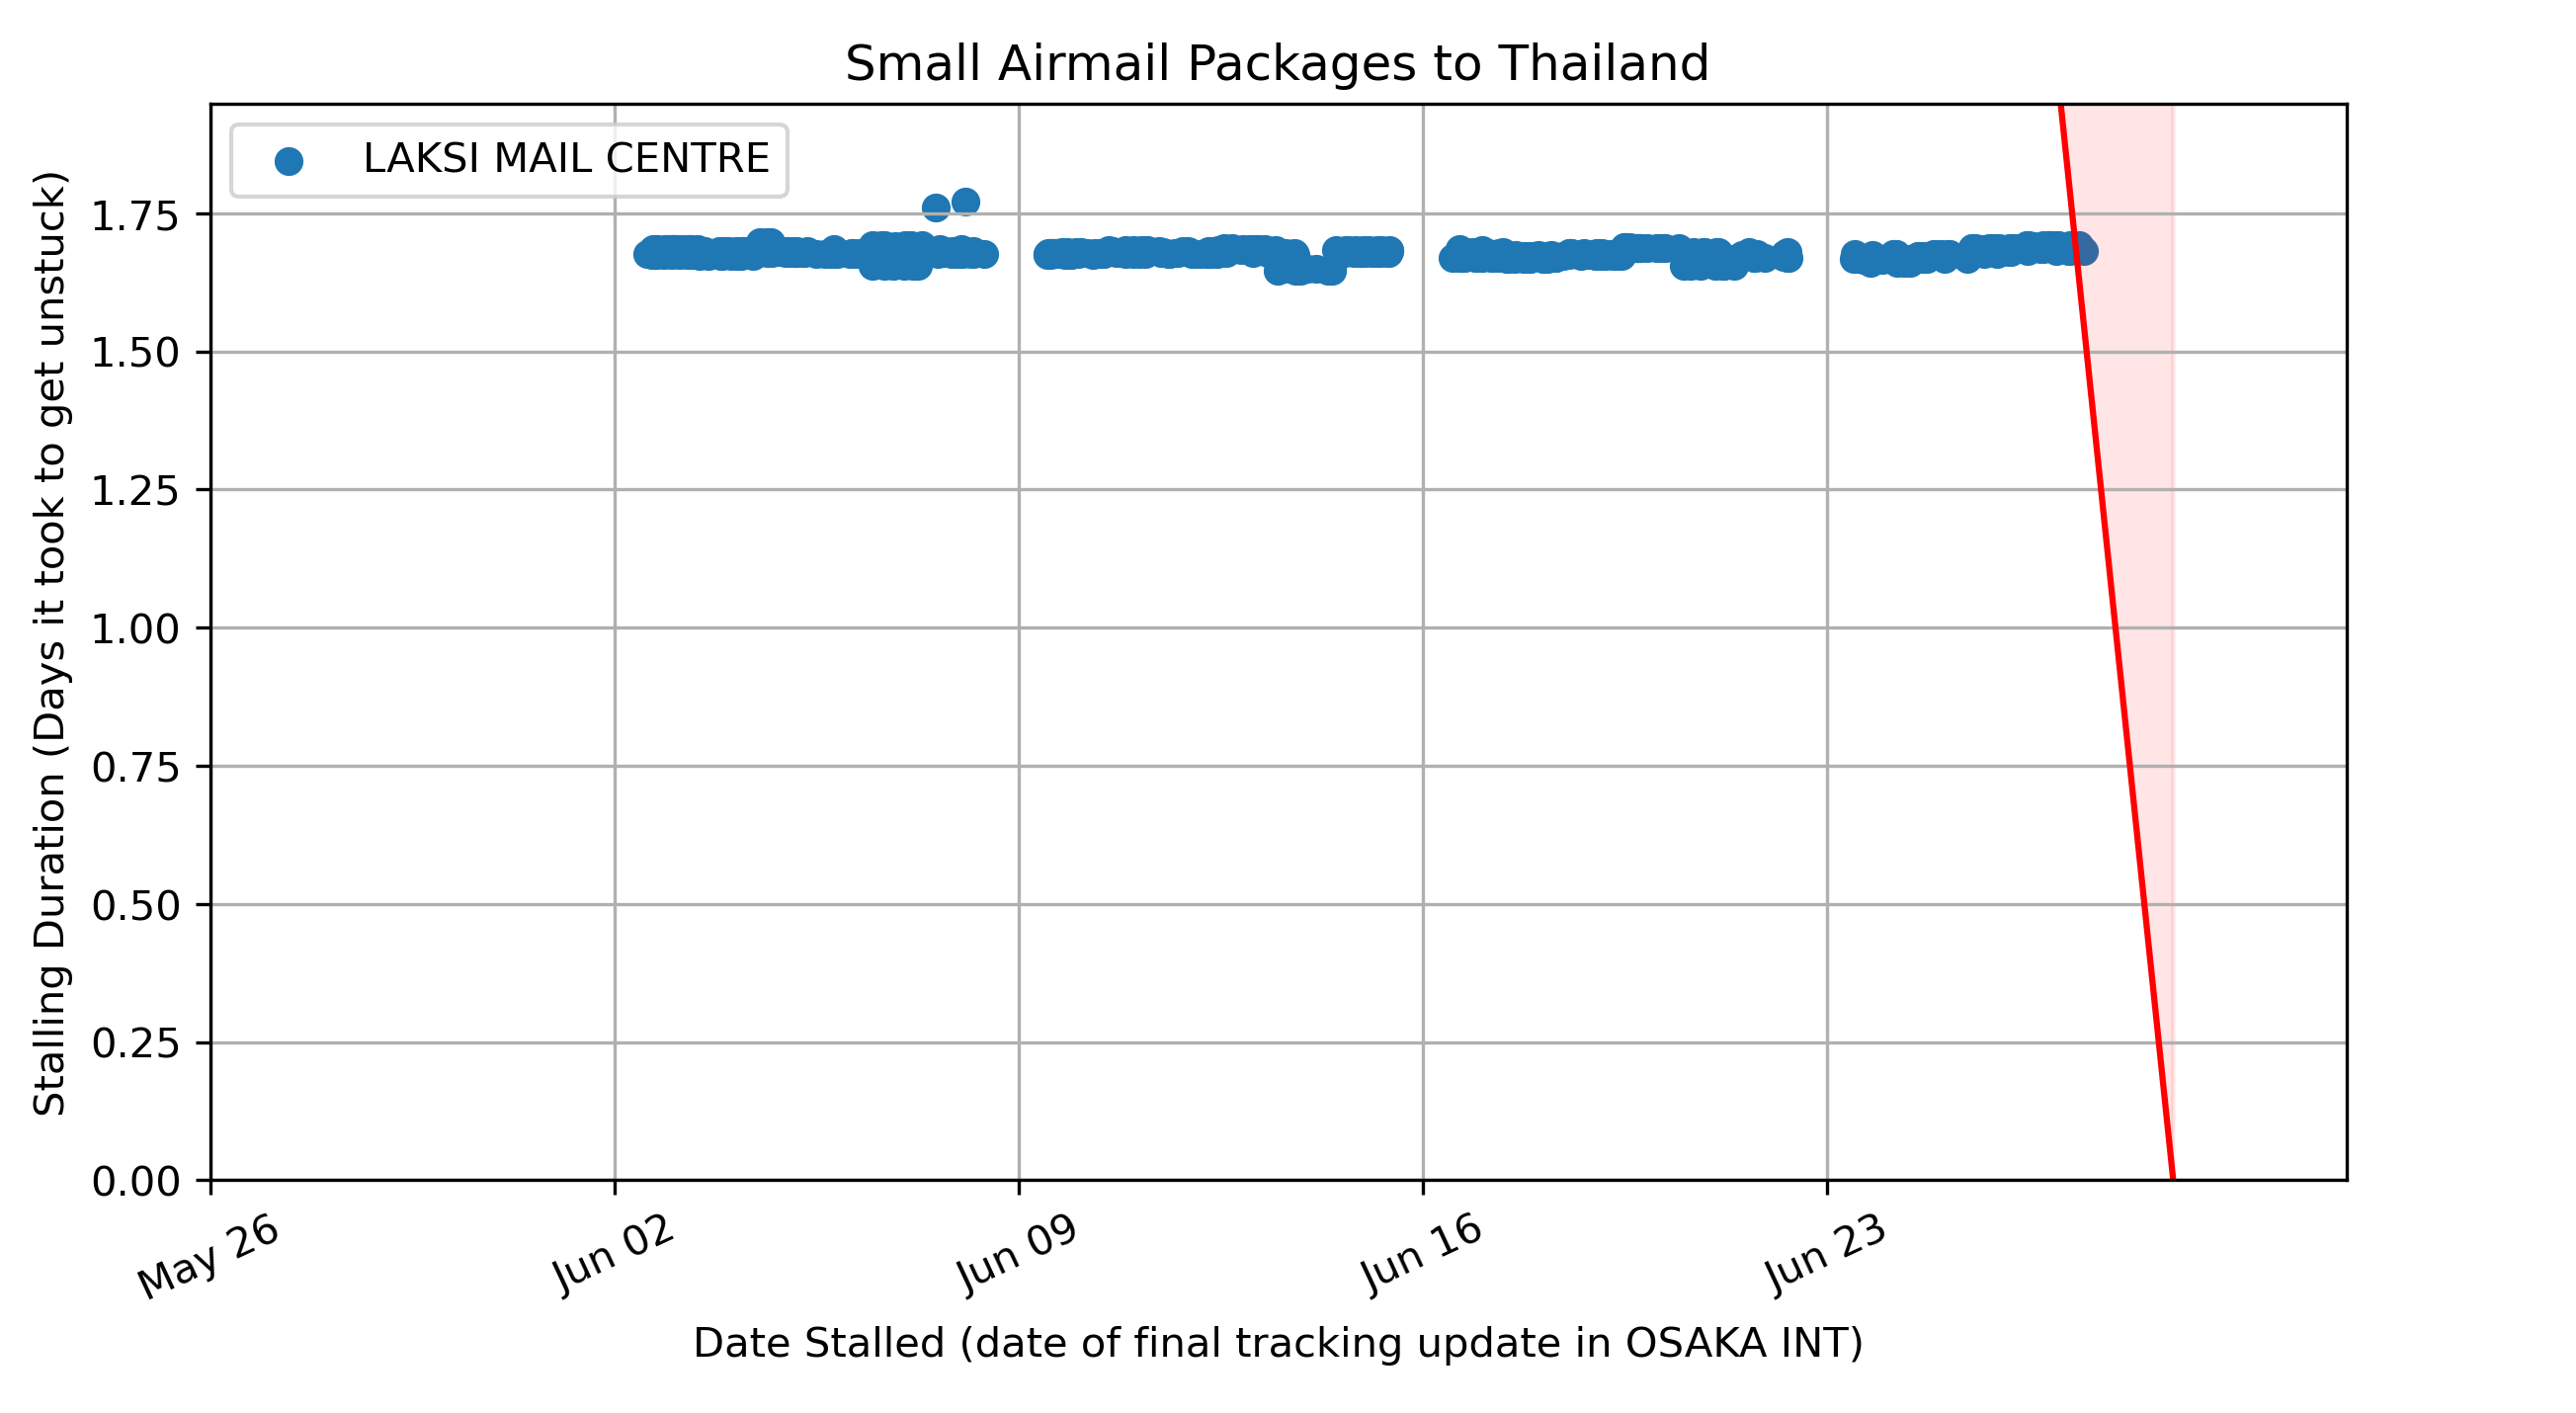 Small Airmail Packages to Thailand
LAKSI MAIL CENTRE
Stalling Duration (Days it took to get unstuck)
1.75
1.50
1.25
1.00
0.75
0.50
0.25
0.00
May 26
Jun 02
Jun 09
Jun 16
Jun 23
Date Stalled (date of final tracking update in OSAKA INT)